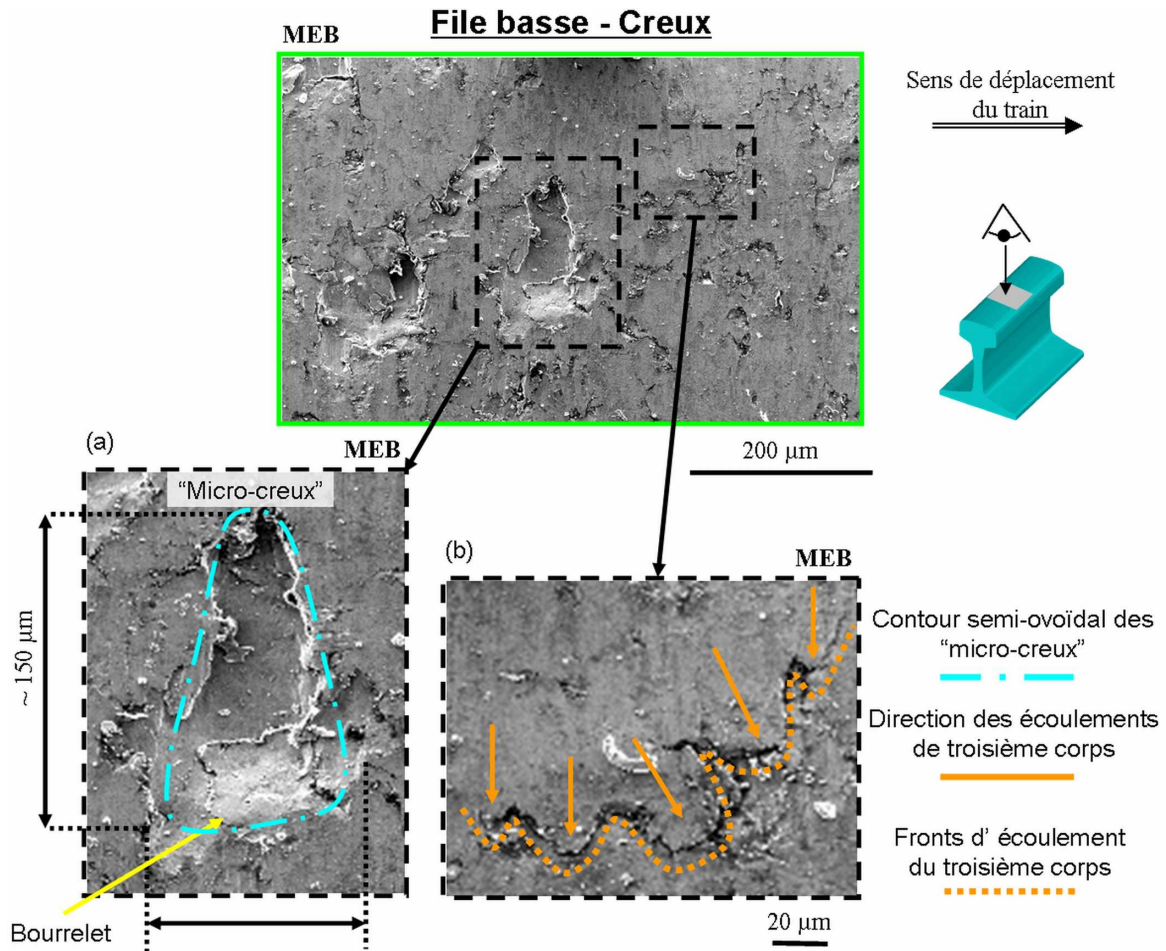 File basse - Creux
MEB
Sens de déplacement
du train
200 µm
(a)
MEB
“Micro-creux”
~ 150 µm
Bourrelet
(b)
MEB
20 µm
Contour semi-ovoïdal des
“micro-creux”
Direction des écoulements
de troisième corps
Fronts d’ écoulement
du troisième corps